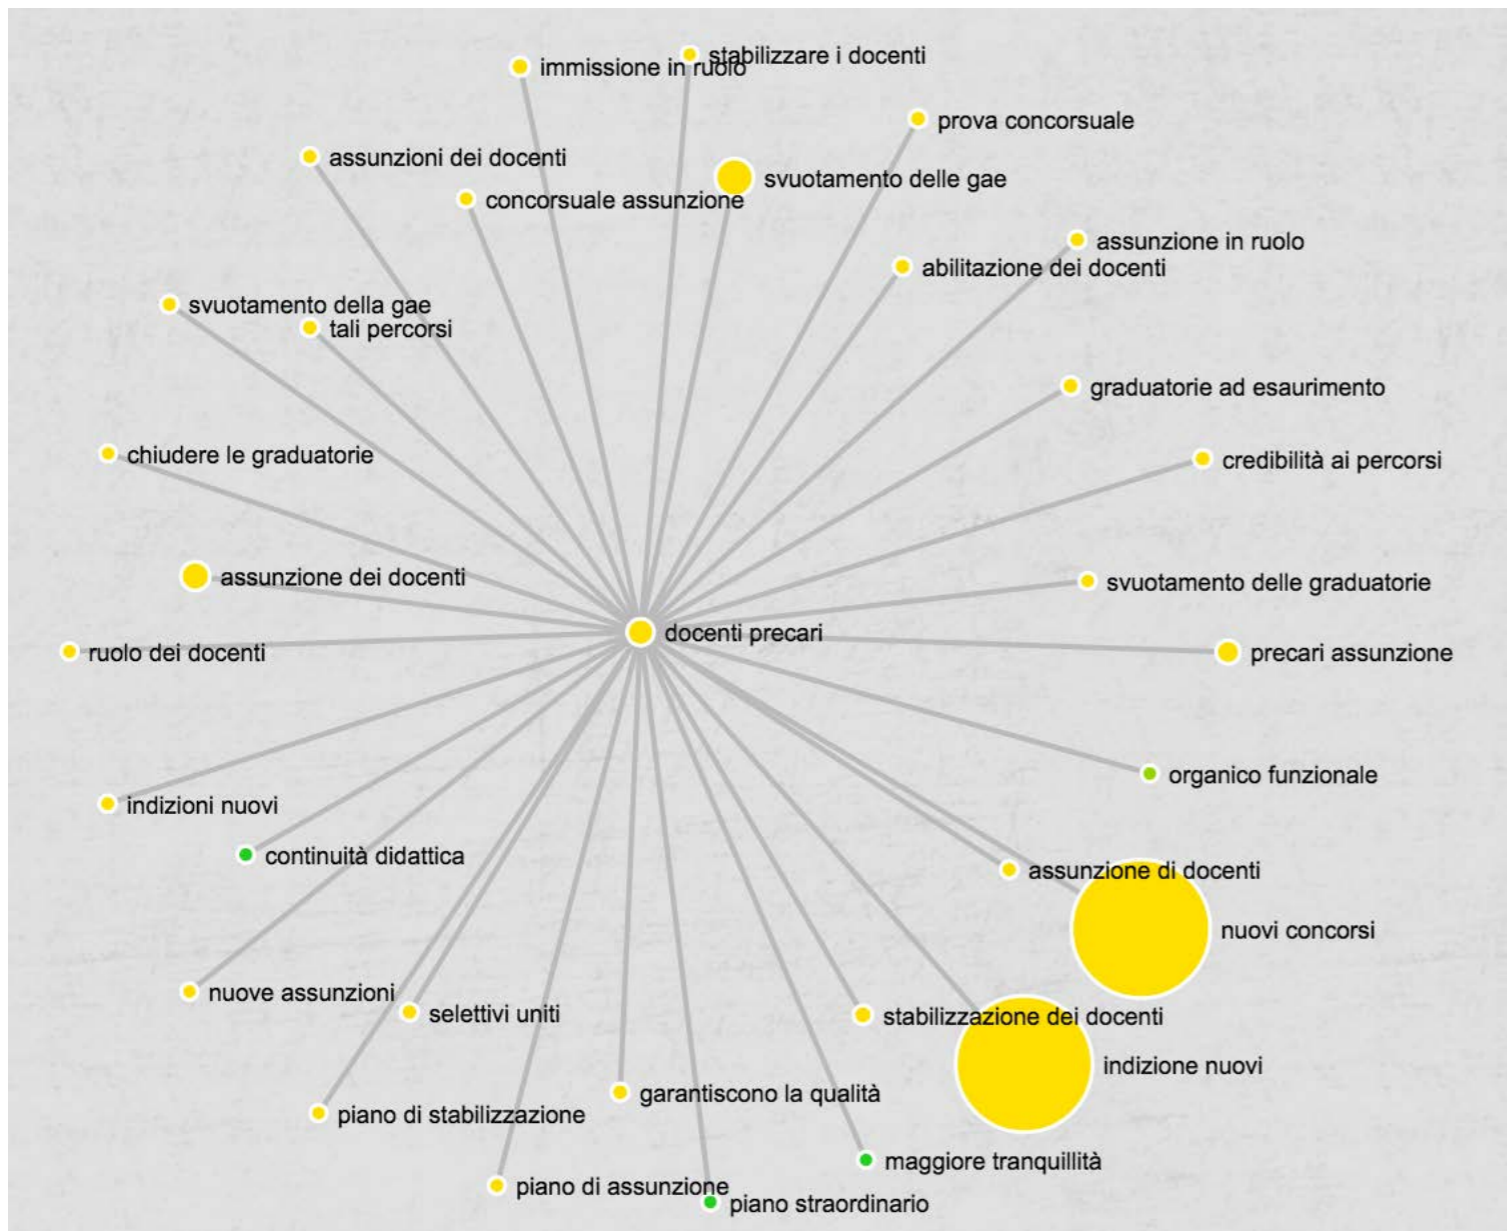 stabilizzare i docenti
immissione in ruolo
prova concorsuale
assunzioni dei docenti
svuotamento delle gae
concorsuale assunzione
assunzione in ruolo
abilitazione dei docenti
svuotamento della gae
tali percorsi
graduatorie ad esaurimento
chiudere le graduatorie
credibilità ai percorsi
assunzione dei docenti
svuotamento delle graduatorie
docenti precari
ruolo dei docenti
precari assunzione
organico funzionale
indizioni nuovi
continuità didattica
assunzione di docenti
nuovi concorsi
nuove assunzioni
selettivi uniti
stabilizzazione dei docenti
indizione nuovi
garantiscono la qualità
piano di stabilizzazione
maggiore tranquillità
piano di assunzione
piano straordinario